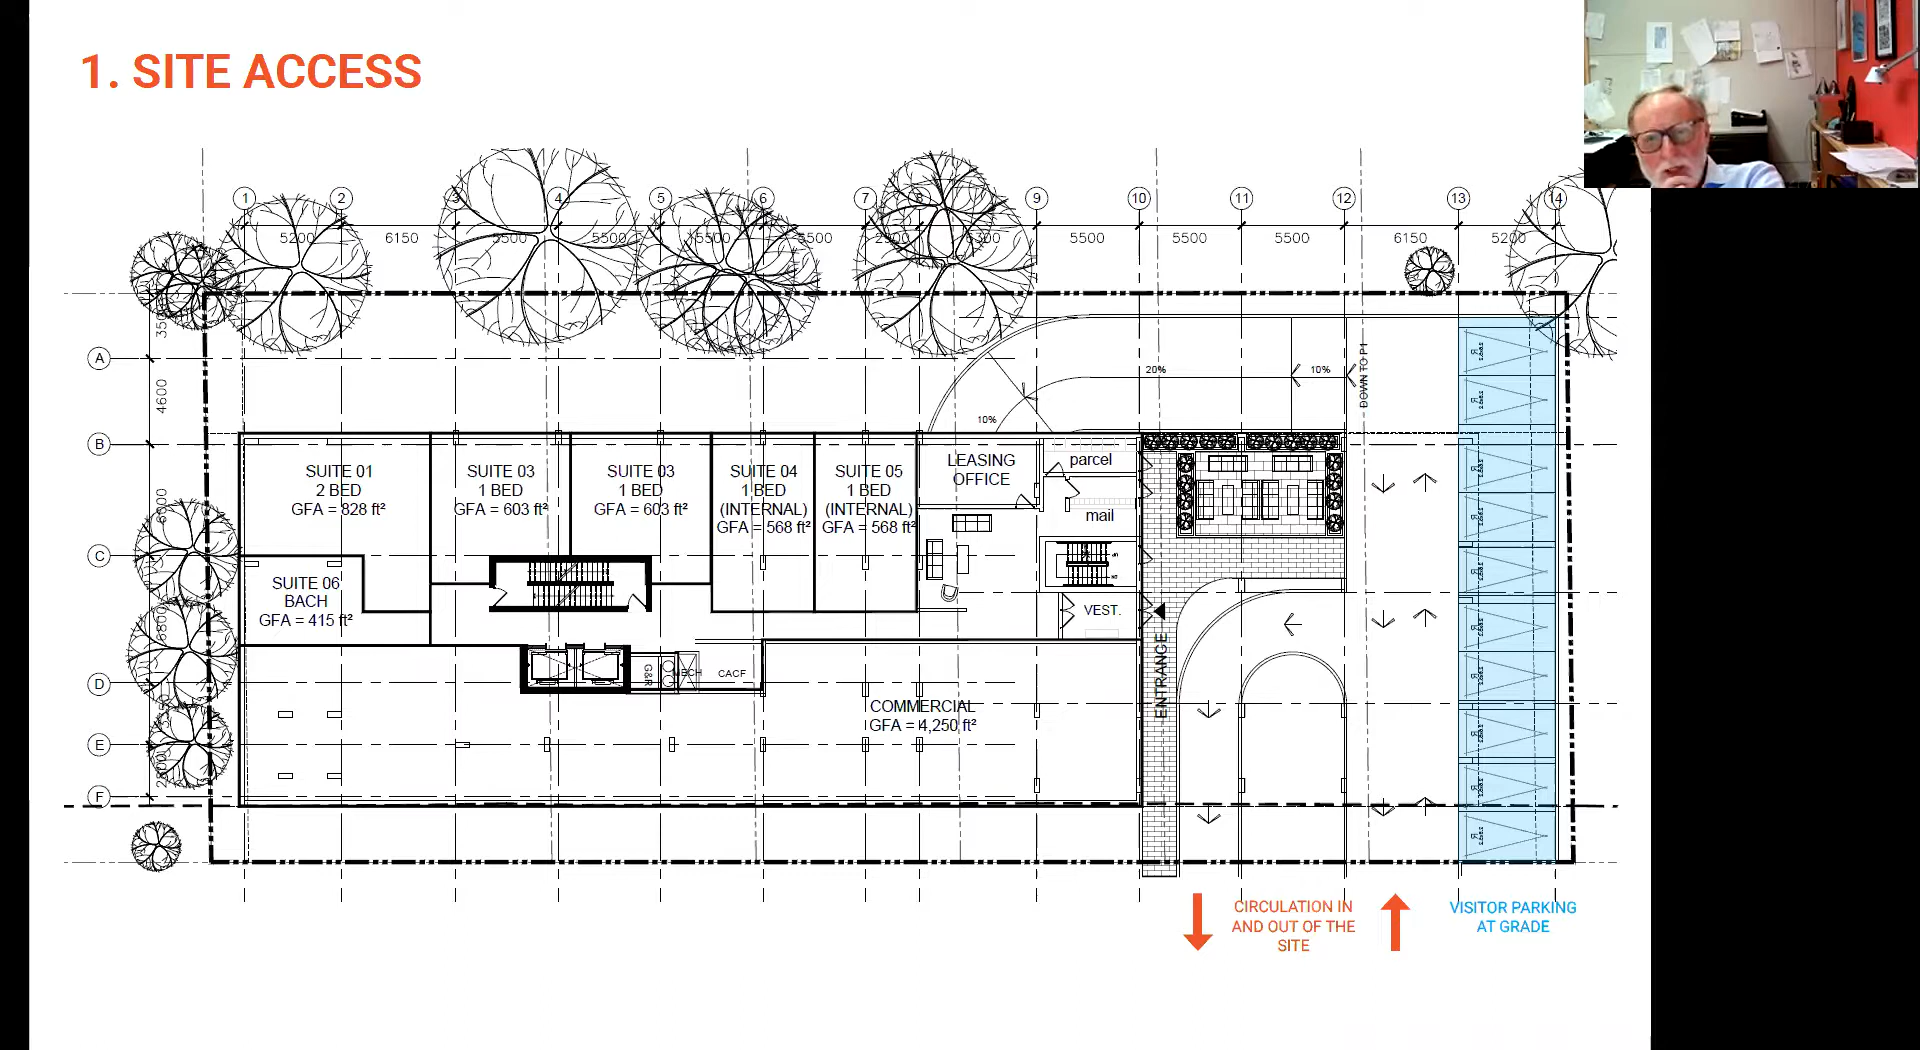 1. SITE ACCESS
1 2 3 4 5 6 7 8 9 10 11 12 13 14
5200 6150 5500 5500 5500 5500 5500 5500 5500 6150 5200
A
B
C
D
E
F
4600
20%
10%
10%
DOWN TO P1
SUITE 01
2 BED
GFA = 828 ft²
SUITE 03
1 BED
GFA = 603 ft²
SUITE 03
1 BED
GFA = 603 ft²
SUITE 04
1 BED
(INTERNAL)
GFA = 568 ft²
SUITE 05
1 BED
(INTERNAL)
GFA = 568 ft²
LEASING
OFFICE
parcel
mail
SUITE 06
BACH
GFA = 415 ft²
VEST.
ENTRANCE
G&R
MECH
CACF
COMMERCIAL
GFA = 4,250 ft²
CIRCULATION IN
AND OUT OF THE
SITE
VISITOR PARKING
AT GRADE